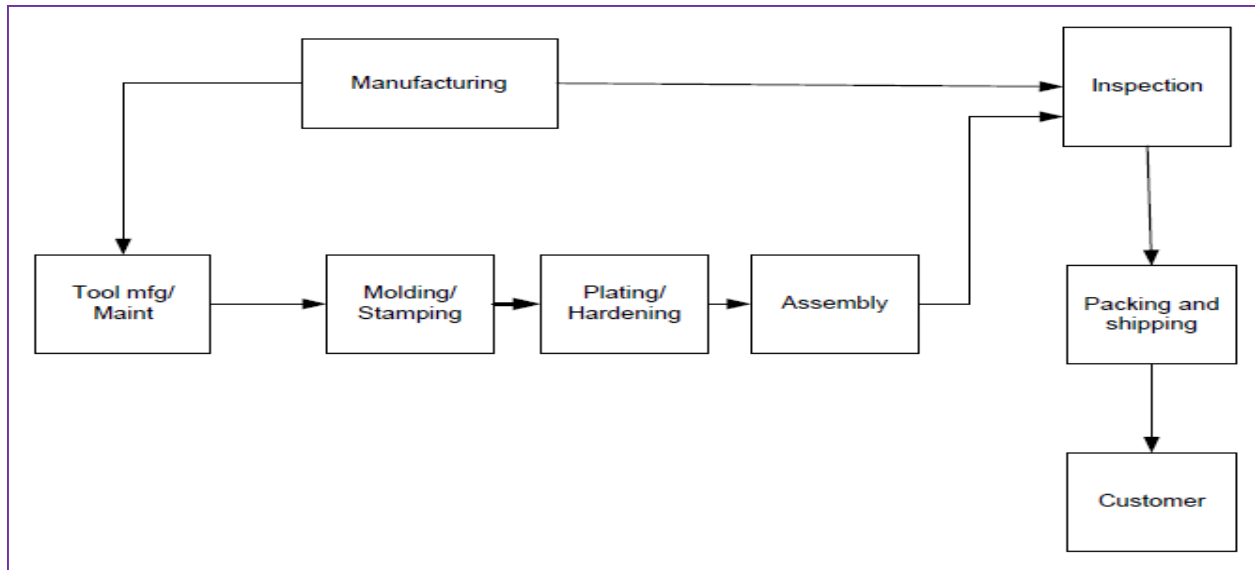 Manufacturing
Inspection
Tool mfg/
Maint
Molding/
Stamping
Plating/
Hardening
Assembly
Packing and
shipping
Customer